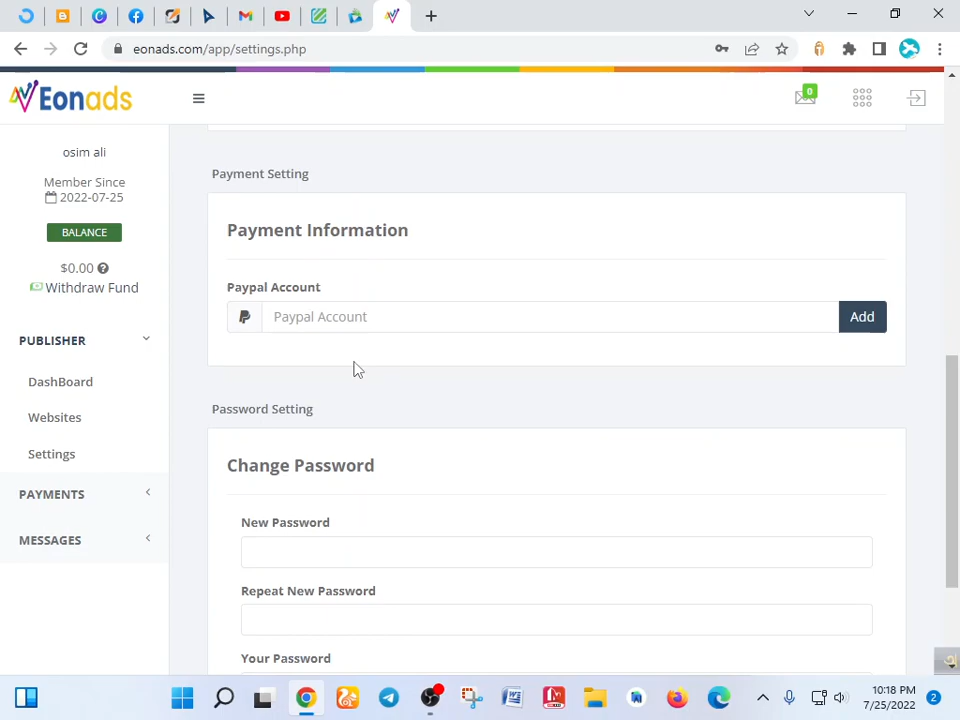 eonads.com/app/settings.php
Eonads
0
osim ali
Member Since
2022-07-25
BALANCE
$0.00
Withdraw Fund
PUBLISHER
DashBoard
Websites
Settings
PAYMENTS
MESSAGES
Payment Setting
Payment Information
Paypal Account
Paypal Account
Add
Password Setting
Change Password
New Password
Repeat New Password
Your Password
10:18 PM
7/25/2022
2